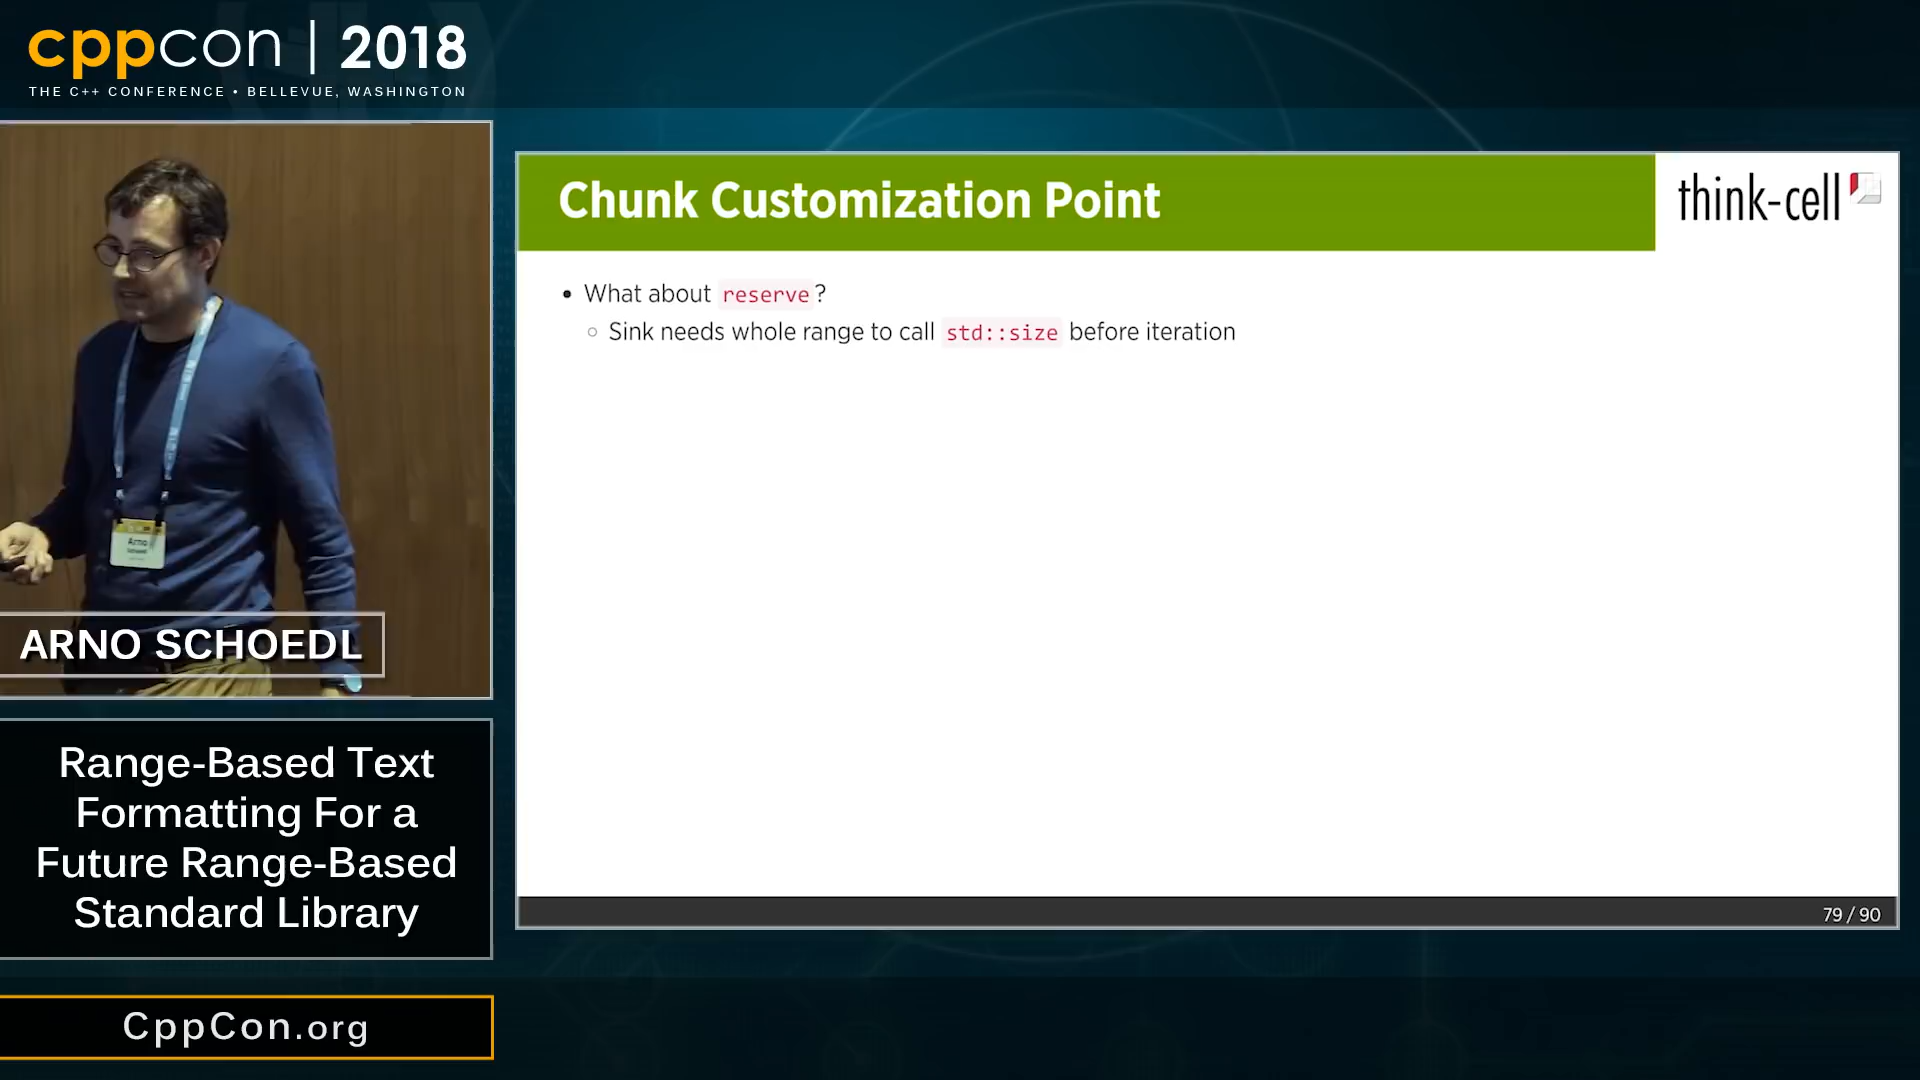 cppcon | 2018
THE C++ CONFERENCE • BELLEVUE, WASHINGTON
Arno
ARNO SCHOEDL
Range-Based Text
Formatting For a
Future Range-Based
Standard Library
CppCon.org
Chunk Customization Point
think-cell
• What about reserve?
○ Sink needs whole range to call std::size before iteration
79 / 90